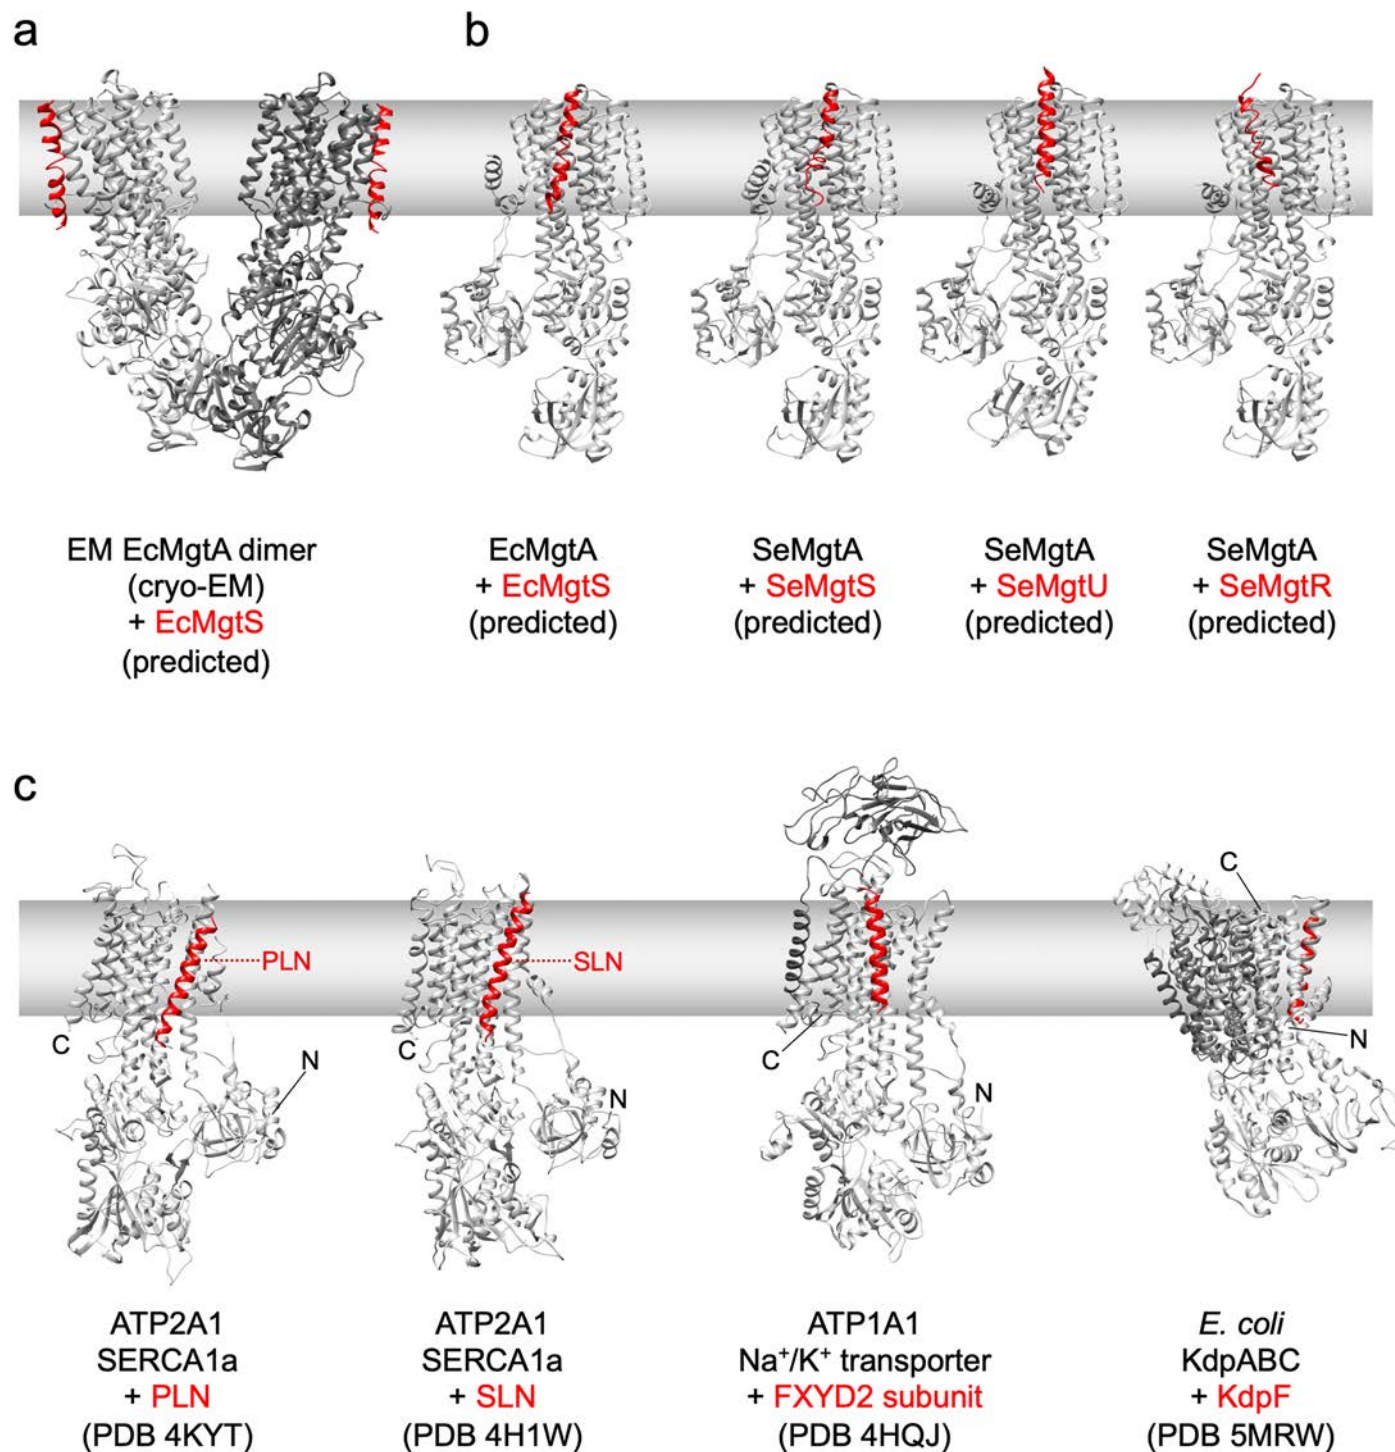 a
b
EM EcMgtA dimer
(cryo-EM)
+ EcMgtS
(predicted)
EcMgtA
+ EcMgtS
(predicted)
SeMgtA
+ SeMgtS
(predicted)
SeMgtA
+ SeMgtU
(predicted)
SeMgtA
+ SeMgtR
(predicted)
c
PLN
C
N
SLN
C
N
C
N
C
N
ATP2A1
SERCA1a
+ PLN
(PDB 4KYT)
ATP2A1
SERCA1a
+ SLN
(PDB 4H1W)
ATP1A1
Na⁺/K⁺ transporter
+ FXYD2 subunit
(PDB 4HQJ)
E. coli
KdpABC
+ KdpF
(PDB 5MRW)